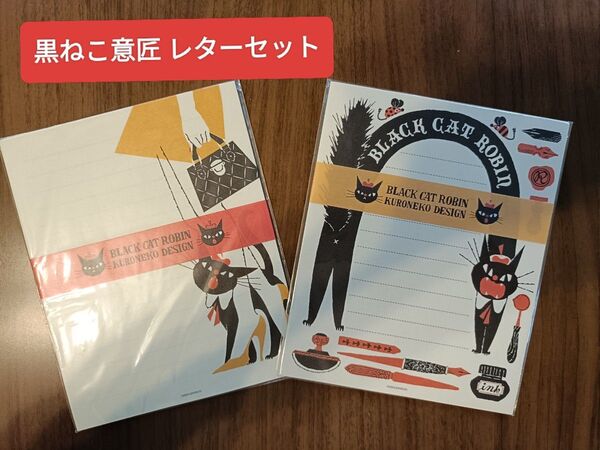 黒ねこ意匠 レターセット
BLACK CAT ROBIN
BLACK CAT ROBIN
KURONEKO DESIGN
BLACK CAT ROBIN
KURONEKO DESIGN
R
ink